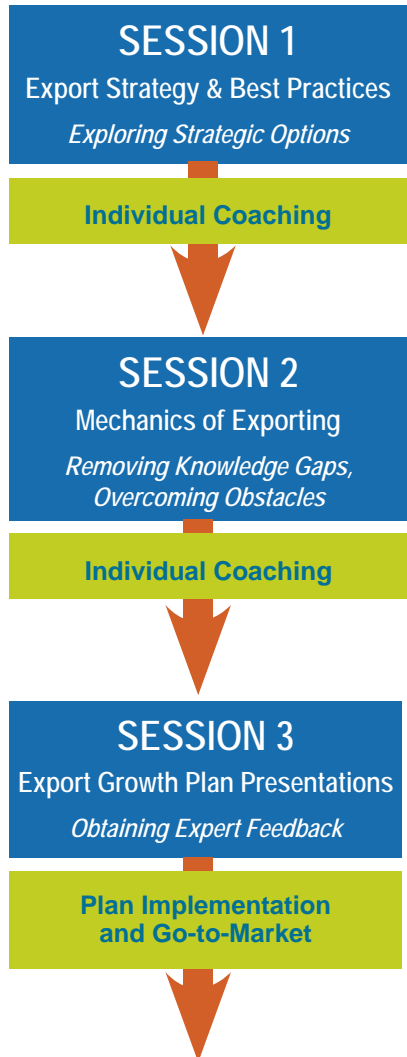 SESSION 1
Export Strategy & Best Practices
Exploring Strategic Options
Individual Coaching
SESSION 2
Mechanics of Exporting
Removing Knowledge Gaps,
Overcoming Obstacles
Individual Coaching
SESSION 3
Export Growth Plan Presentations
Obtaining Expert Feedback
Plan Implementation
and Go-to-Market